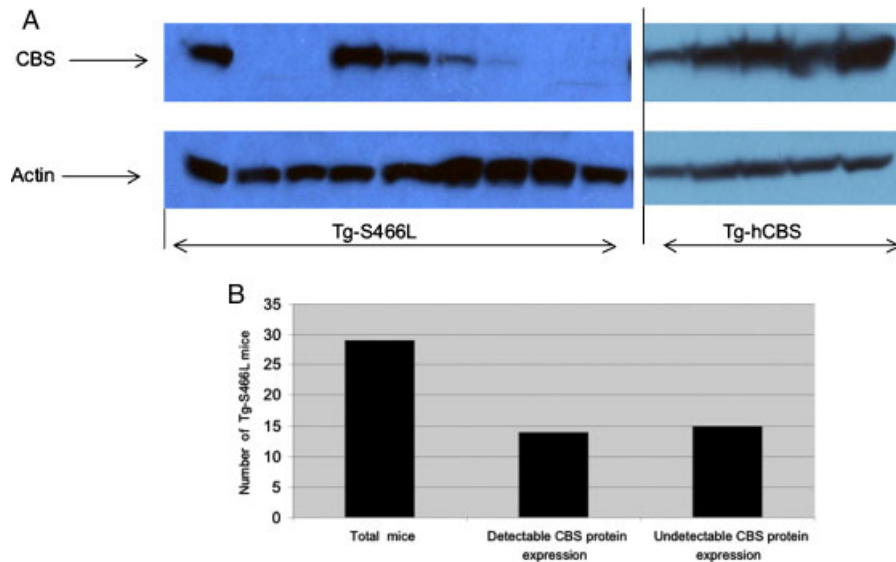 A
CBS
Actin
Tg-S466L
Tg-hCBS
B
Number of Tg-S466L mice
35
30
25
20
15
10
5
0
Total mice
Detectable CBS protein
expression
Undetectable CBS protein
expression